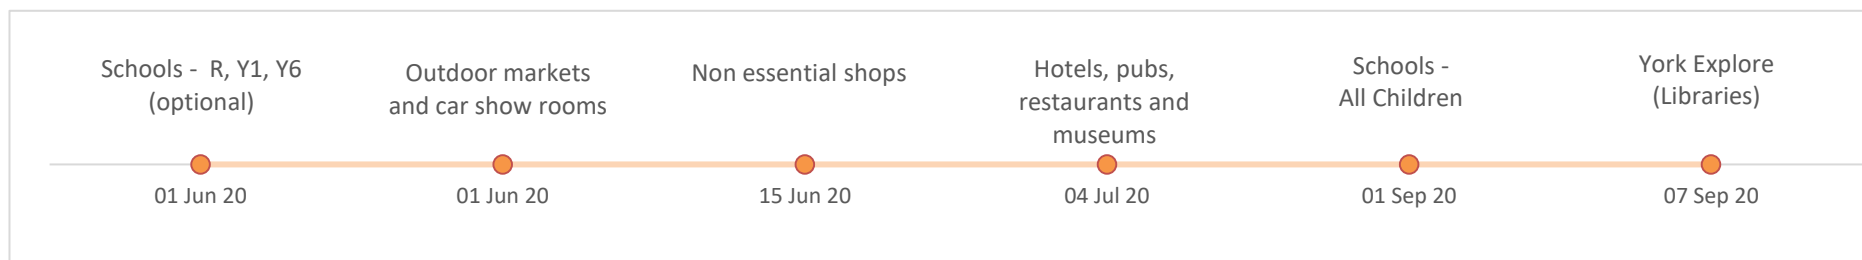 Schools -  R, Y1, Y6
(optional)
Outdoor markets
and car show rooms
Non essential shops
Hotels, pubs,
restaurants and
museums
Schools -
All Children
York Explore
(Libraries)
01 Jun 20
01 Jun 20
15 Jun 20
04 Jul 20
01 Sep 20
07 Sep 20